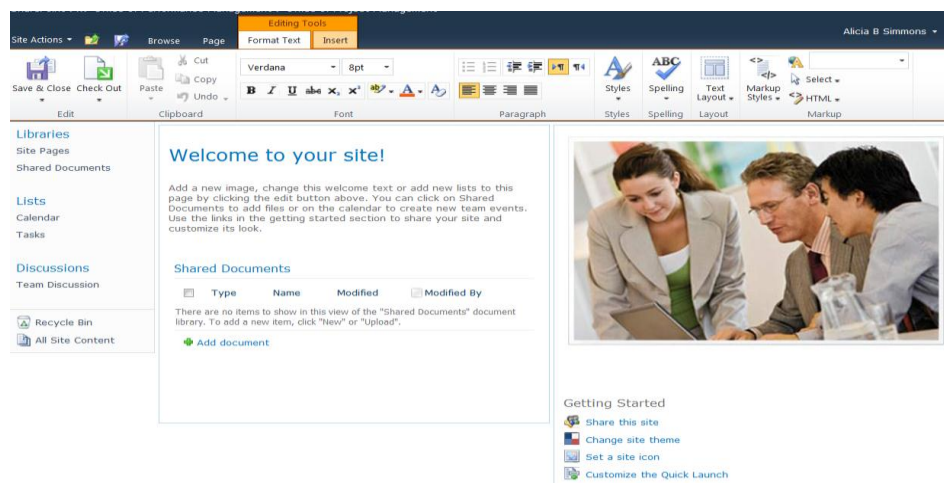 Editing Tools
Site Actions
Browse Page Format Text Insert
Alicia B Simmons
Save & Close Check Out
Edit
Paste
Cut
Copy
Undo
Clipboard
Verdana 8pt
B I U abc x₂ x² ab A A
Font
Paragraph
A Styles
Styles
ABC Spelling
Spelling
Text Layout
Layout
Markup Styles
Select
HTML
Markup
Libraries
Site Pages
Shared Documents
Lists
Calendar
Tasks
Discussions
Team Discussion
Recycle Bin
All Site Content
Welcome to your site!
Add a new image, change this welcome text or add new lists to this
page by clicking the edit button above. You can click on Shared
Documents to add files or on the calendar to create new team events.
Use the links in the getting started section to share your site and
customize its look.
Shared Documents
Type Name Modified Modified By
There are no items to show in this view of the "Shared Documents" document
library. To add a new item, click "New" or "Upload".
Add document
Getting Started
Share this site
Change site theme
Set a site icon
Customize the Quick Launch